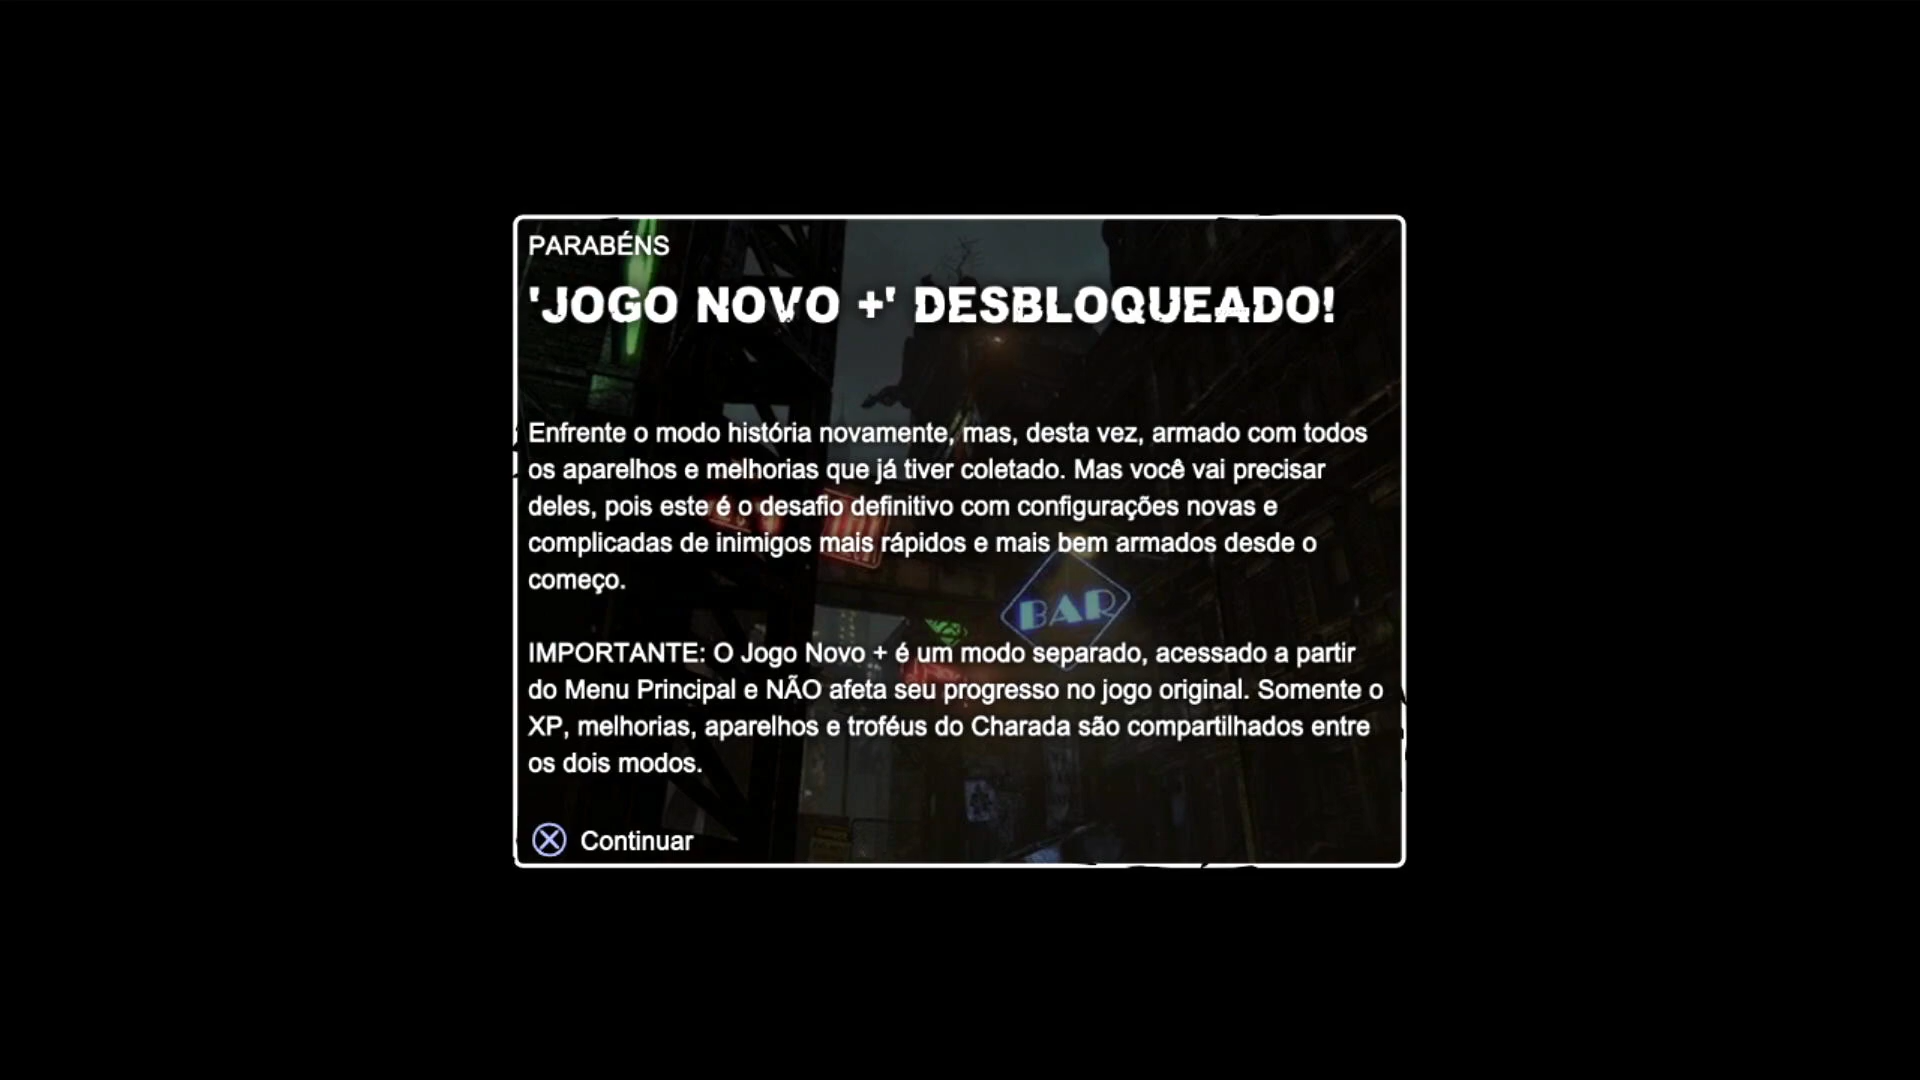 PARABÉNS
'JOGO NOVO +' DESBLOQUEADO!
Enfrente o modo história novamente, mas, desta vez, armado com todos
os aparelhos e melhorias que já tiver coletado. Mas você vai precisar
deles, pois este é o desafio definitivo com configurações novas e
complicadas de inimigos mais rápidos e mais bem armados desde o
começo.
BAR
IMPORTANTE: O Jogo Novo + é um modo separado, acessado a partir
do Menu Principal e NÃO afeta seu progresso no jogo original. Somente o
XP, melhorias, aparelhos e troféus do Charada são compartilhados entre
os dois modos.
Continuar